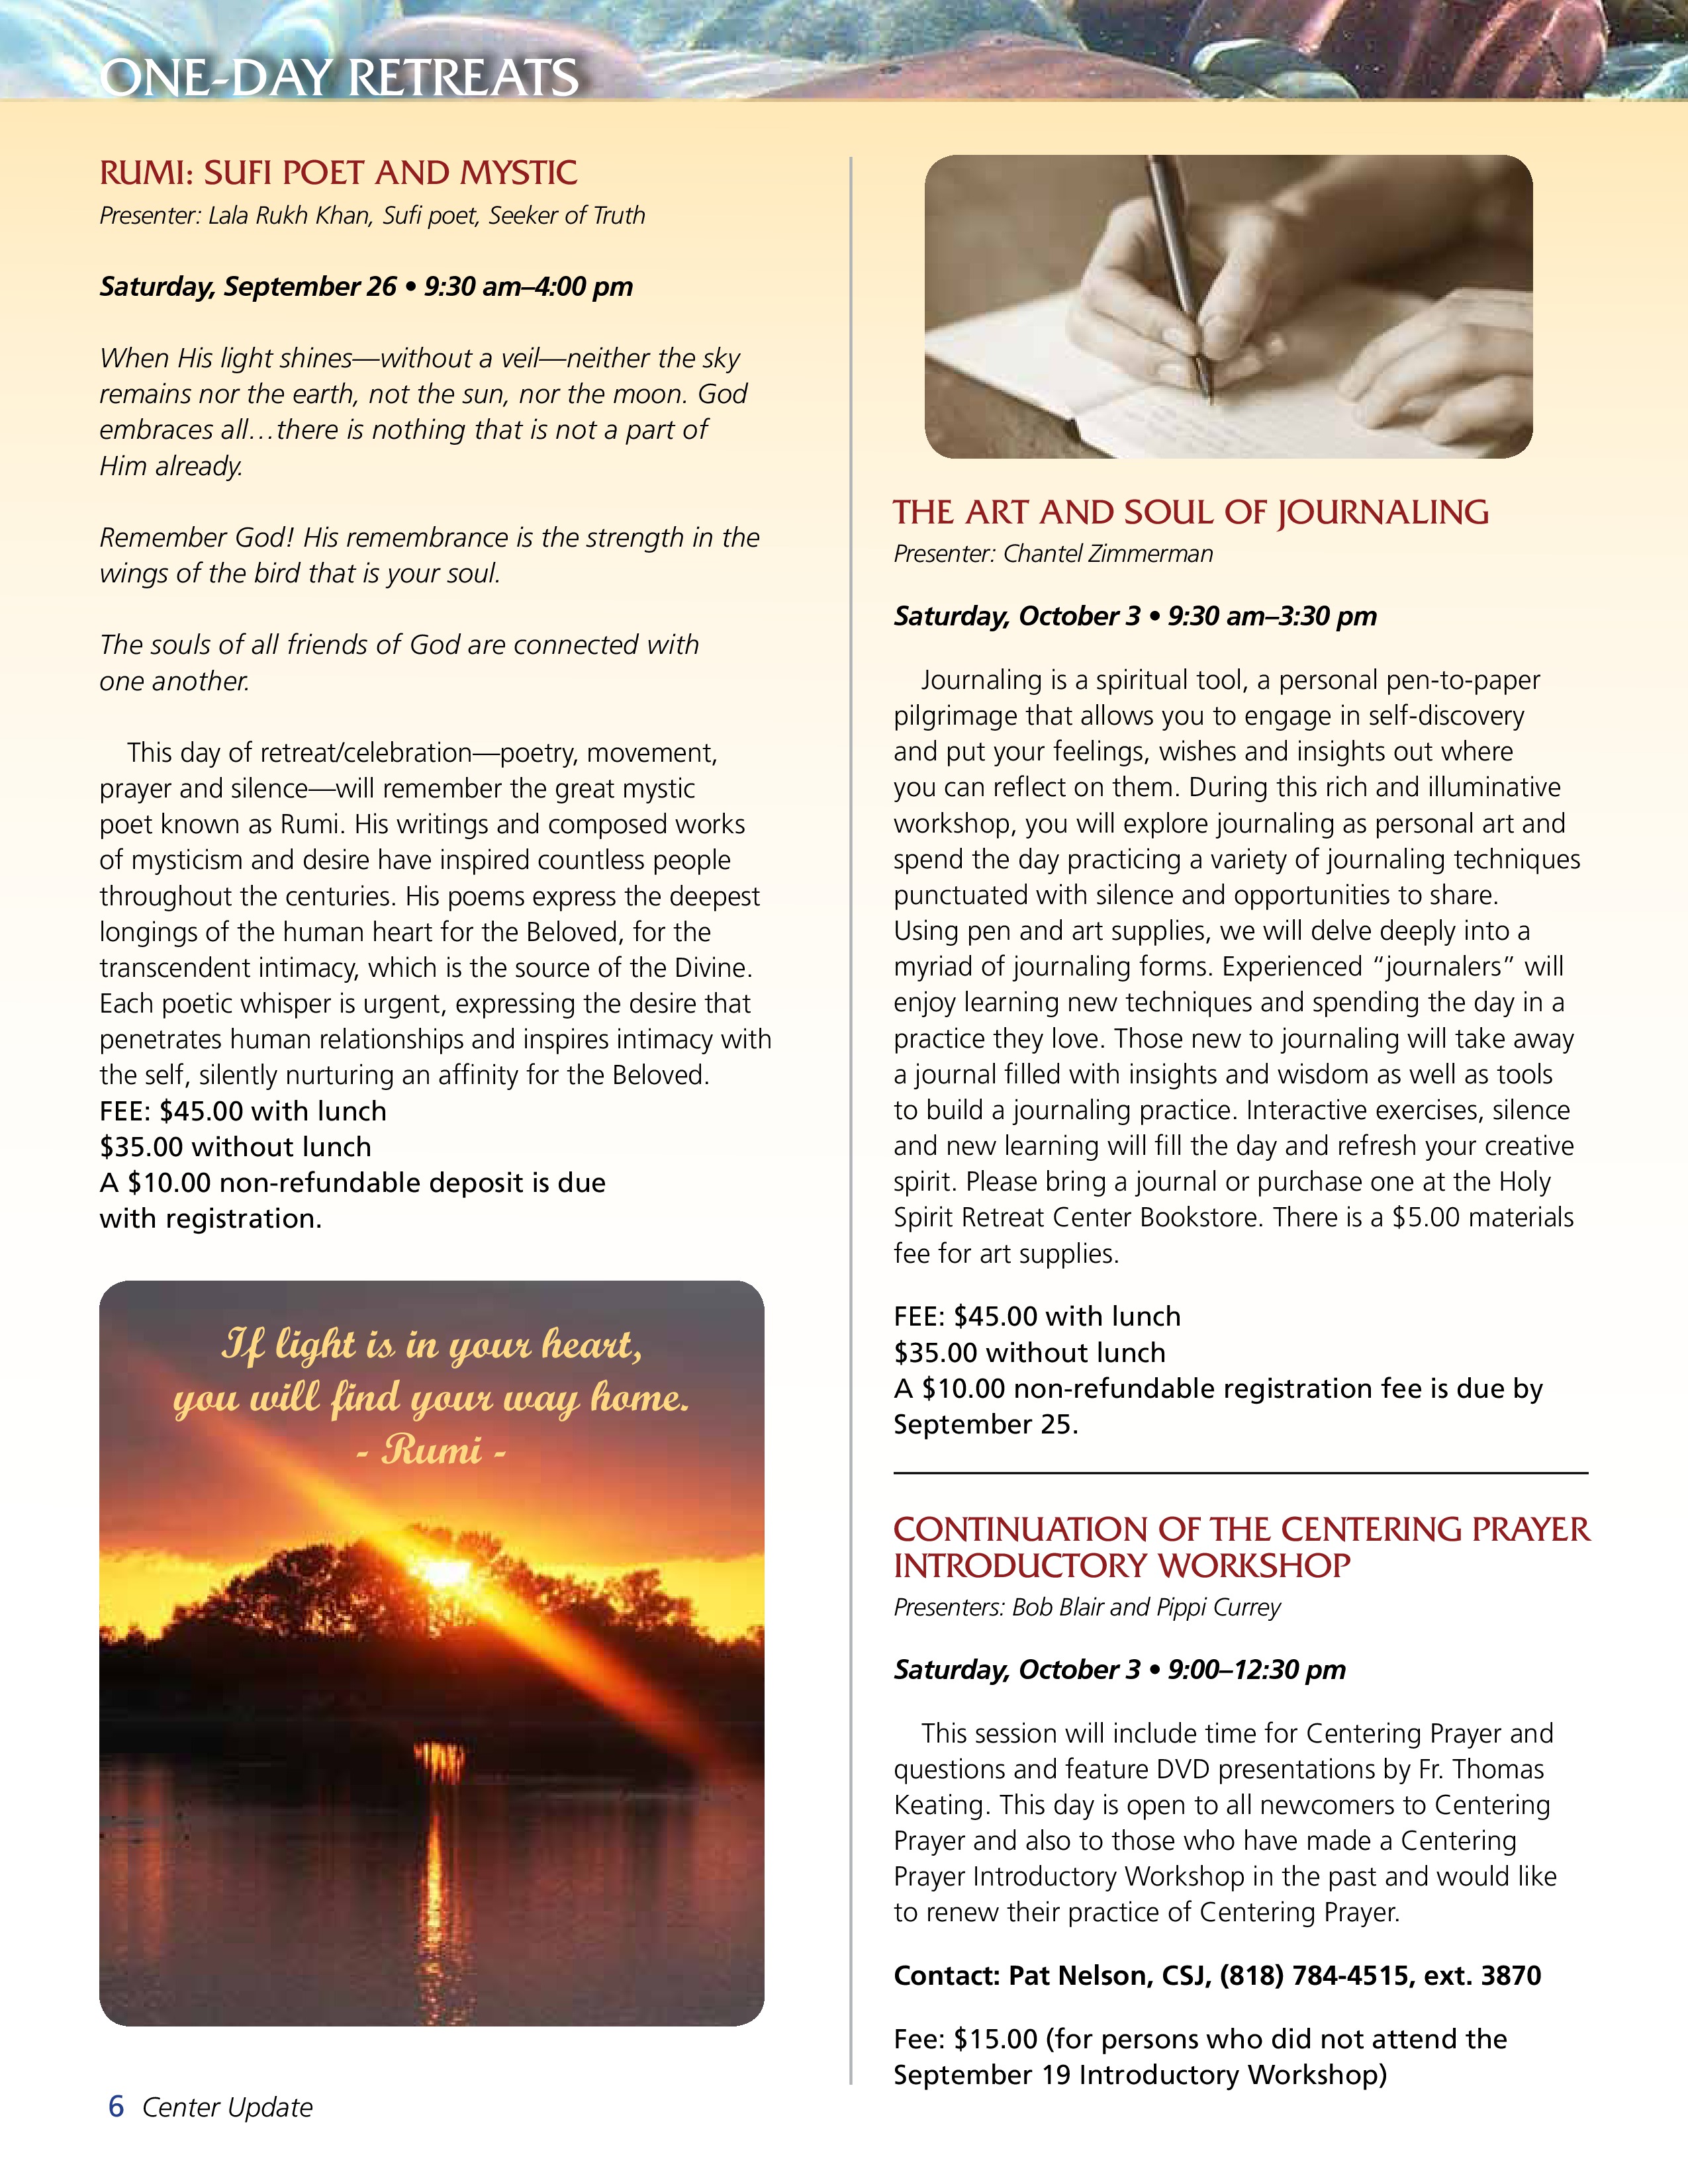 ONE-DAY RETREATS
RUMI: SUFI POET AND MYSTIC
Presenter: Lala Rukh Khan, Sufi poet, Seeker of Truth
Saturday, September 26 • 9:30 am–4:00 pm
When His light shines—without a veil—neither the sky
remains nor the earth, not the sun, nor the moon. God
embraces all…there is nothing that is not a part of
Him already.
Remember God! His remembrance is the strength in the
wings of the bird that is your soul.
The souls of all friends of God are connected with
one another.
This day of retreat/celebration—poetry, movement,
prayer and silence—will remember the great mystic
poet known as Rumi. His writings and composed works
of mysticism and desire have inspired countless people
throughout the centuries. His poems express the deepest
longings of the human heart for the Beloved, for the
transcendent intimacy, which is the source of the Divine.
Each poetic whisper is urgent, expressing the desire that
penetrates human relationships and inspires intimacy with
the self, silently nurturing an affinity for the Beloved.
FEE: $45.00 with lunch
$35.00 without lunch
A $10.00 non-refundable deposit is due
with registration.
If light is in your heart,
you will find your way home.
- Rumi -
THE ART AND SOUL OF JOURNALING
Presenter: Chantel Zimmerman
Saturday, October 3 • 9:30 am–3:30 pm
Journaling is a spiritual tool, a personal pen-to-paper
pilgrimage that allows you to engage in self-discovery
and put your feelings, wishes and insights out where
you can reflect on them. During this rich and illuminative
workshop, you will explore journaling as personal art and
spend the day practicing a variety of journaling techniques
punctuated with silence and opportunities to share.
Using pen and art supplies, we will delve deeply into a
myriad of journaling forms. Experienced “journalers” will
enjoy learning new techniques and spending the day in a
practice they love. Those new to journaling will take away
a journal filled with insights and wisdom as well as tools
to build a journaling practice. Interactive exercises, silence
and new learning will fill the day and refresh your creative
spirit. Please bring a journal or purchase one at the Holy
Spirit Retreat Center Bookstore. There is a $5.00 materials
fee for art supplies.
FEE: $45.00 with lunch
$35.00 without lunch
A $10.00 non-refundable registration fee is due by
September 25.
CONTINUATION OF THE CENTERING PRAYER
INTRODUCTORY WORKSHOP
Presenters: Bob Blair and Pippi Currey
Saturday, October 3 • 9:00–12:30 pm
This session will include time for Centering Prayer and
questions and feature DVD presentations by Fr. Thomas
Keating. This day is open to all newcomers to Centering
Prayer and also to those who have made a Centering
Prayer Introductory Workshop in the past and would like
to renew their practice of Centering Prayer.
Contact: Pat Nelson, CSJ, (818) 784-4515, ext. 3870
Fee: $15.00 (for persons who did not attend the
September 19 Introductory Workshop)
6 Center Update